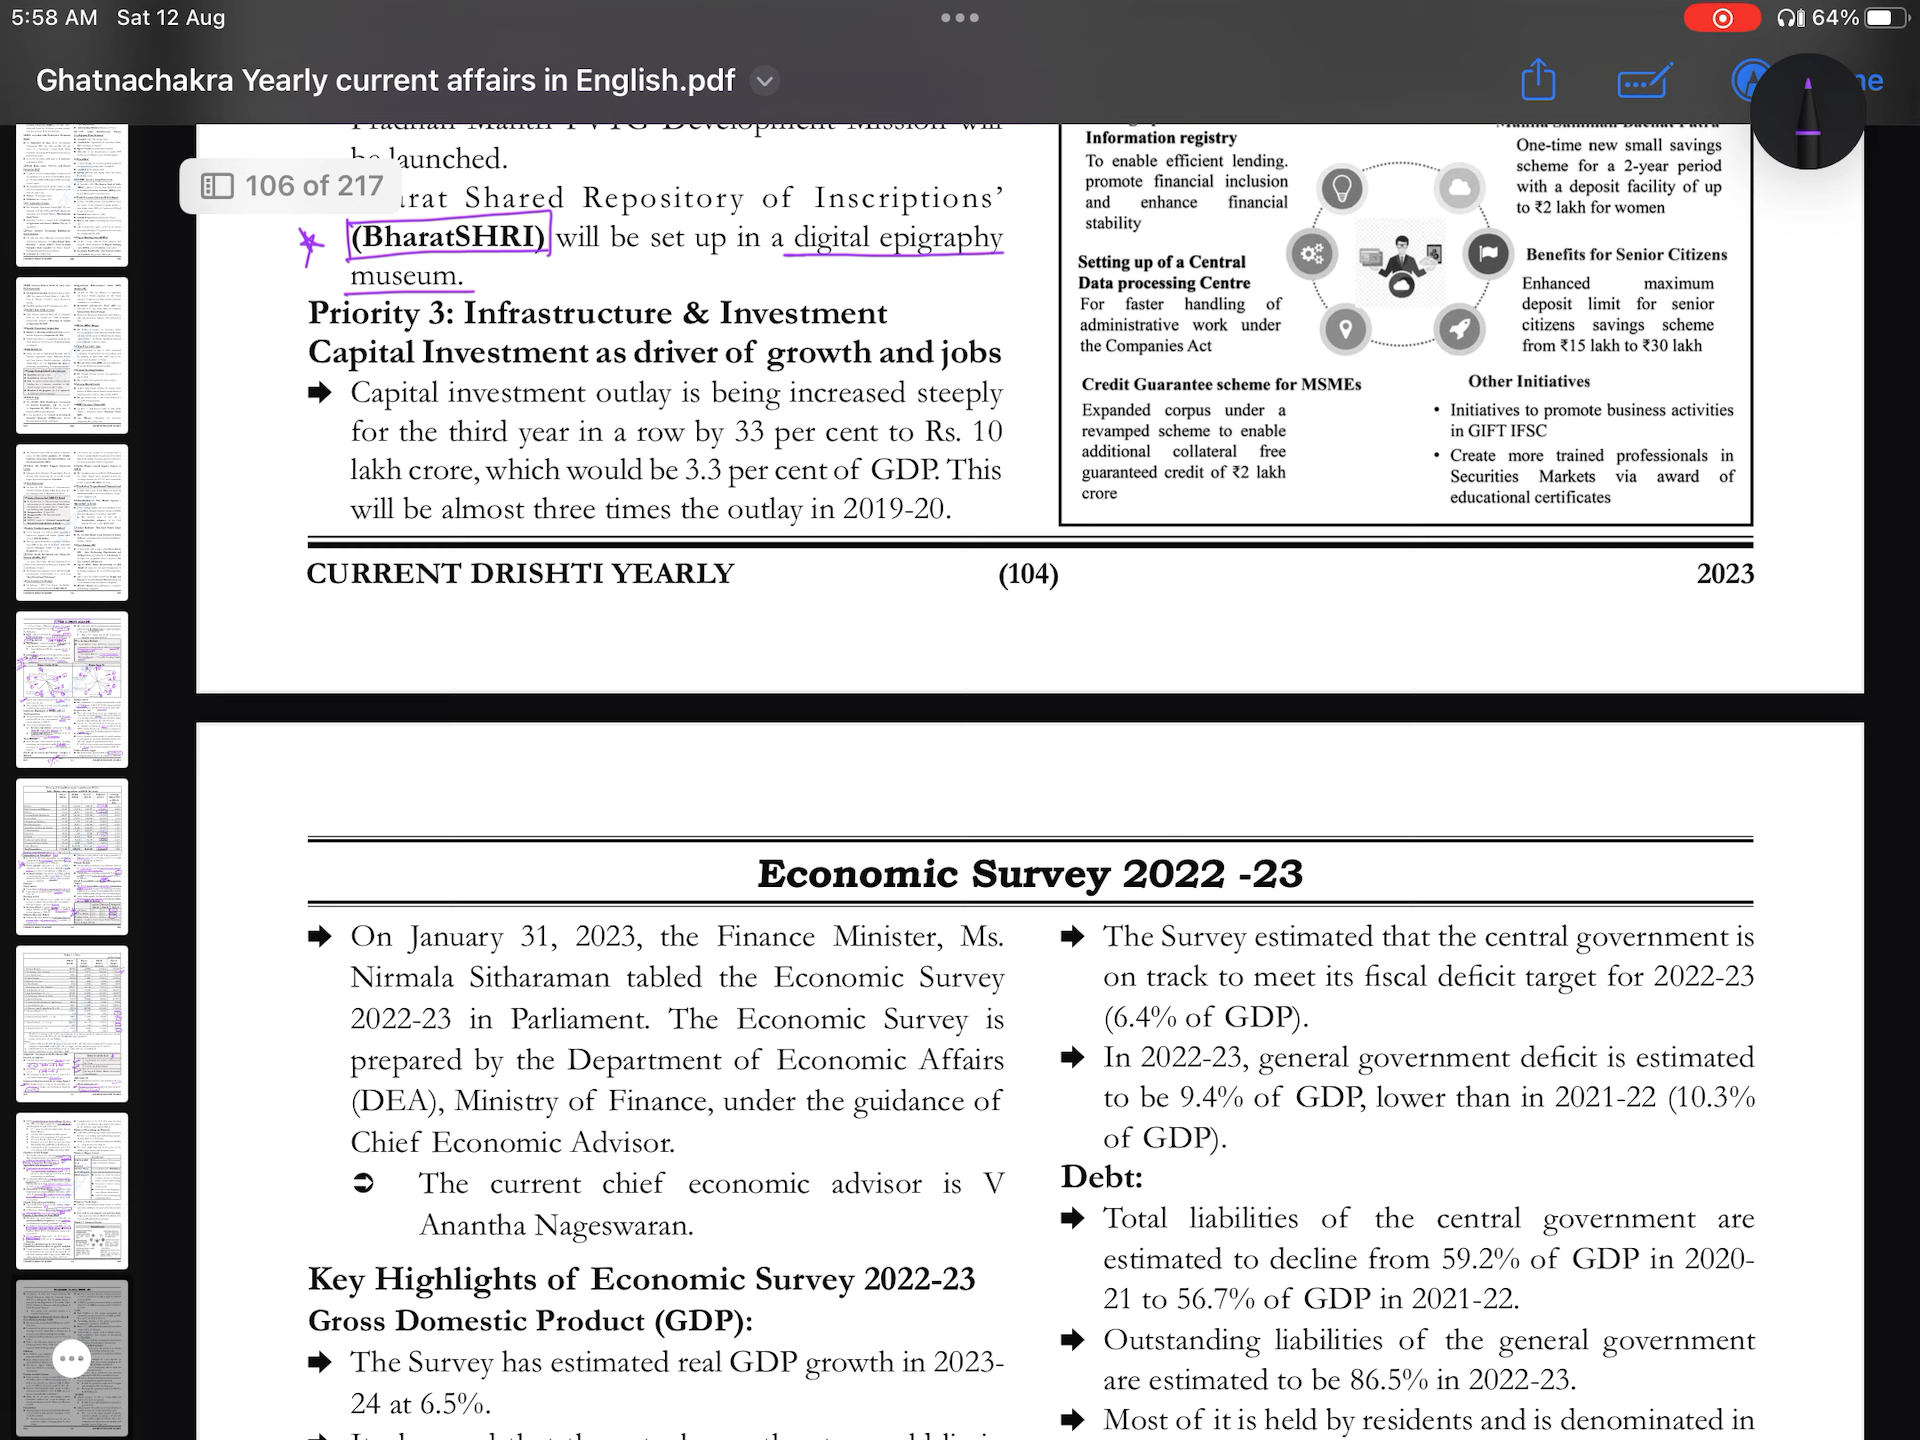 5:58 AM Sat 12 Aug
64%
Ghatnachakra Yearly current affairs in English.pdf
106 of 217
launched.
Shared Repository of Inscriptions’
(BharatSHRI) will be set up in a digital epigraphy
museum.
Priority 3: Infrastructure & Investment
Capital Investment as driver of growth and jobs
Capital investment outlay is being increased steeply
for the third year in a row by 33 per cent to Rs. 10
lakh crore, which would be 3.3 per cent of GDP. This
will be almost three times the outlay in 2019-20.
Information registry
To enable efficient lending.
promote financial inclusion
and enhance financial
stability
Setting up of a Central
Data processing Centre
For faster handling of
administrative work under
the Companies Act
Credit Guarantee scheme for MSMEs
Expanded corpus under a
revamped scheme to enable
additional collateral free
guaranteed credit of ₹2 lakh
crore
One-time new small savings
scheme for a 2-year period
with a deposit facility of up
to ₹2 lakh for women
Benefits for Senior Citizens
Enhanced maximum
deposit limit for senior
citizens savings scheme
from ₹15 lakh to ₹30 lakh
Other Initiatives
• Initiatives to promote business activities
in GIFT IFSC
• Create more trained professionals in
Securities Markets via award of
educational certificates
CURRENT DRISHTI YEARLY (104) 2023
Economic Survey 2022 -23
On January 31, 2023, the Finance Minister, Ms.
Nirmala Sitharaman tabled the Economic Survey
2022-23 in Parliament. The Economic Survey is
prepared by the Department of Economic Affairs
(DEA), Ministry of Finance, under the guidance of
Chief Economic Advisor.
The current chief economic advisor is V
Anantha Nageswaran.
Key Highlights of Economic Survey 2022-23
Gross Domestic Product (GDP):
The Survey has estimated real GDP growth in 2023-
24 at 6.5%.
The Survey estimated that the central government is
on track to meet its fiscal deficit target for 2022-23
(6.4% of GDP).
In 2022-23, general government deficit is estimated
to be 9.4% of GDP, lower than in 2021-22 (10.3%
of GDP).
Debt:
Total liabilities of the central government are
estimated to decline from 59.2% of GDP in 2020-
21 to 56.7% of GDP in 2021-22.
Outstanding liabilities of the general government
are estimated to be 86.5% in 2022-23.
Most of it is held by residents and is denominated in